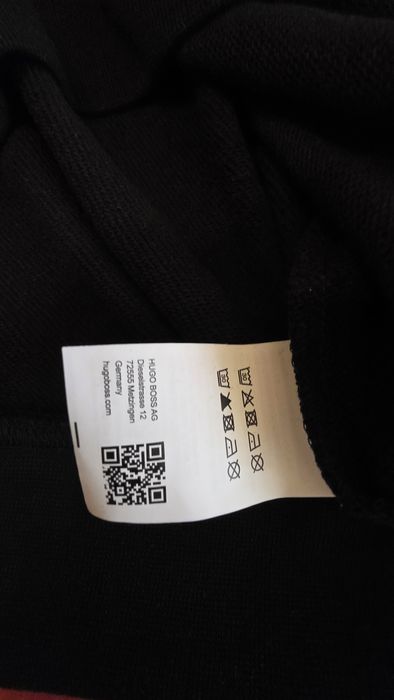 HUGO BOSS AG
Dieselstrasse 12
72555 Metzingen
Germany
hugoboss.com